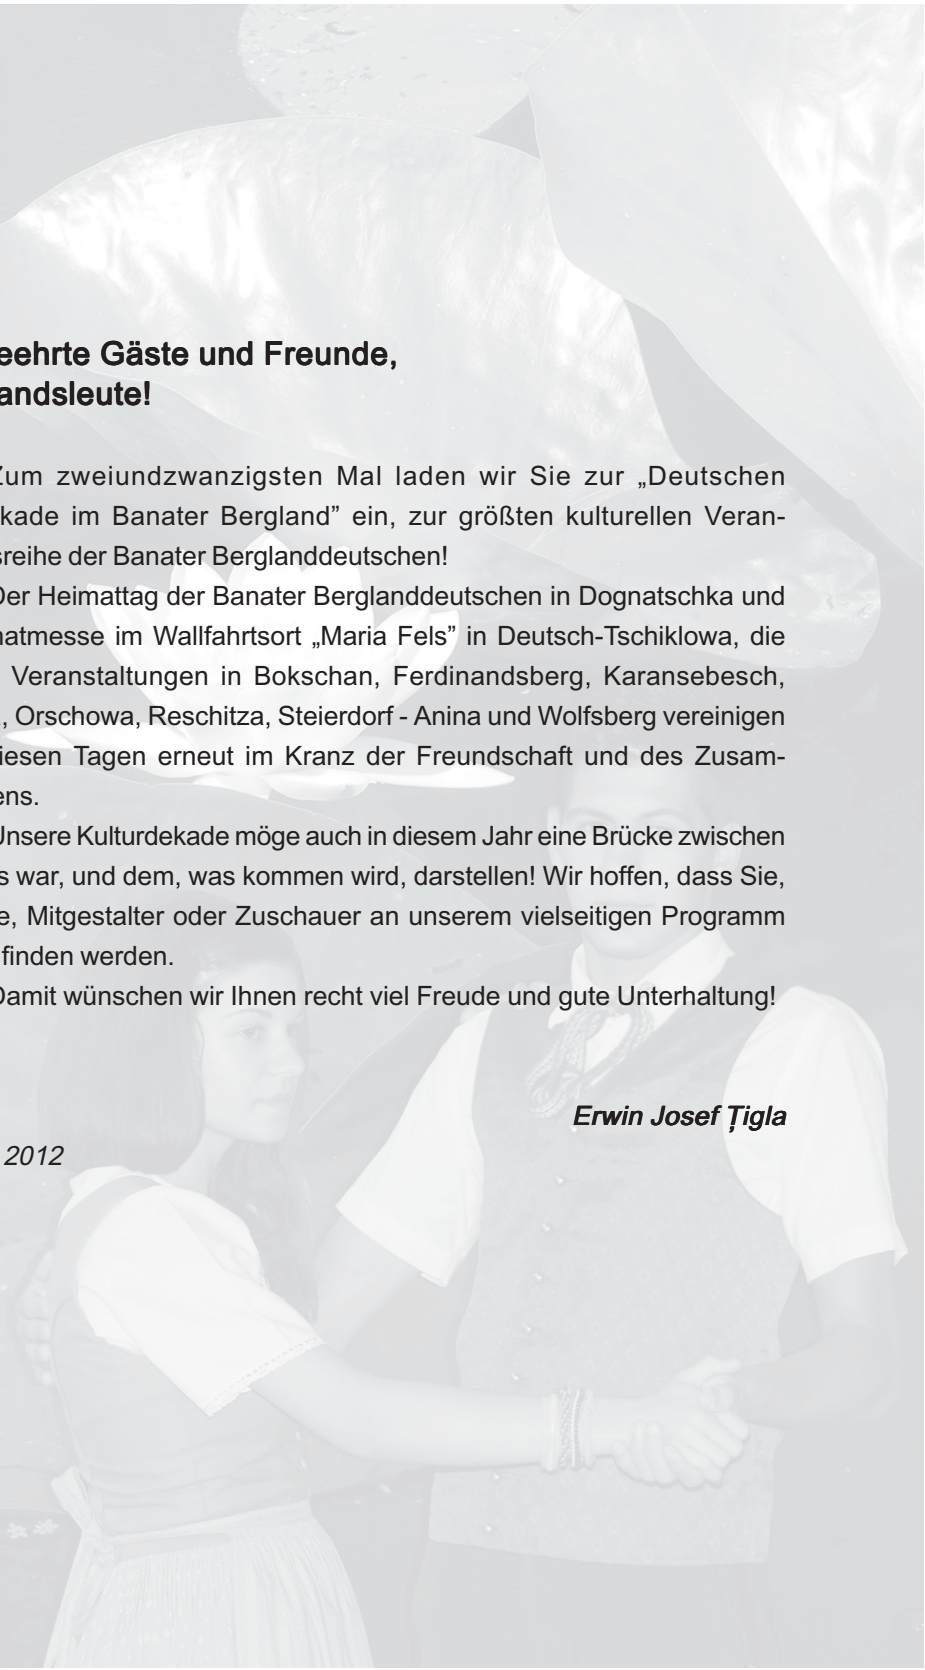 eehrte Gäste und Freunde,
andsleute!
Zum zweiundzwanzigsten Mal laden wir Sie zur „Deutschen
kade im Banater Bergland” ein, zur größten kulturellen Veran-
sreihe der Banater Berglanddeutschen!
Der Heimattag der Banater Berglanddeutschen in Dognatschka und
natmesse im Wallfahrtsort „Maria Fels” in Deutsch-Tschiklowa, die
Veranstaltungen in Bokschan, Ferdinandsberg, Karansebesch,
, Orschowa, Reschitza, Steierdorf - Anina und Wolfsberg vereinigen
iesen Tagen erneut im Kranz der Freundschaft und des Zusam-
ens.
Unsere Kulturdekade möge auch in diesem Jahr eine Brücke zwischen
s war, und dem, was kommen wird, darstellen! Wir hoffen, dass Sie,
e, Mitgestalter oder Zuschauer an unserem vielseitigen Programm
finden werden.
Damit wünschen wir Ihnen recht viel Freude und gute Unterhaltung!
Erwin Josef Țigla
2012